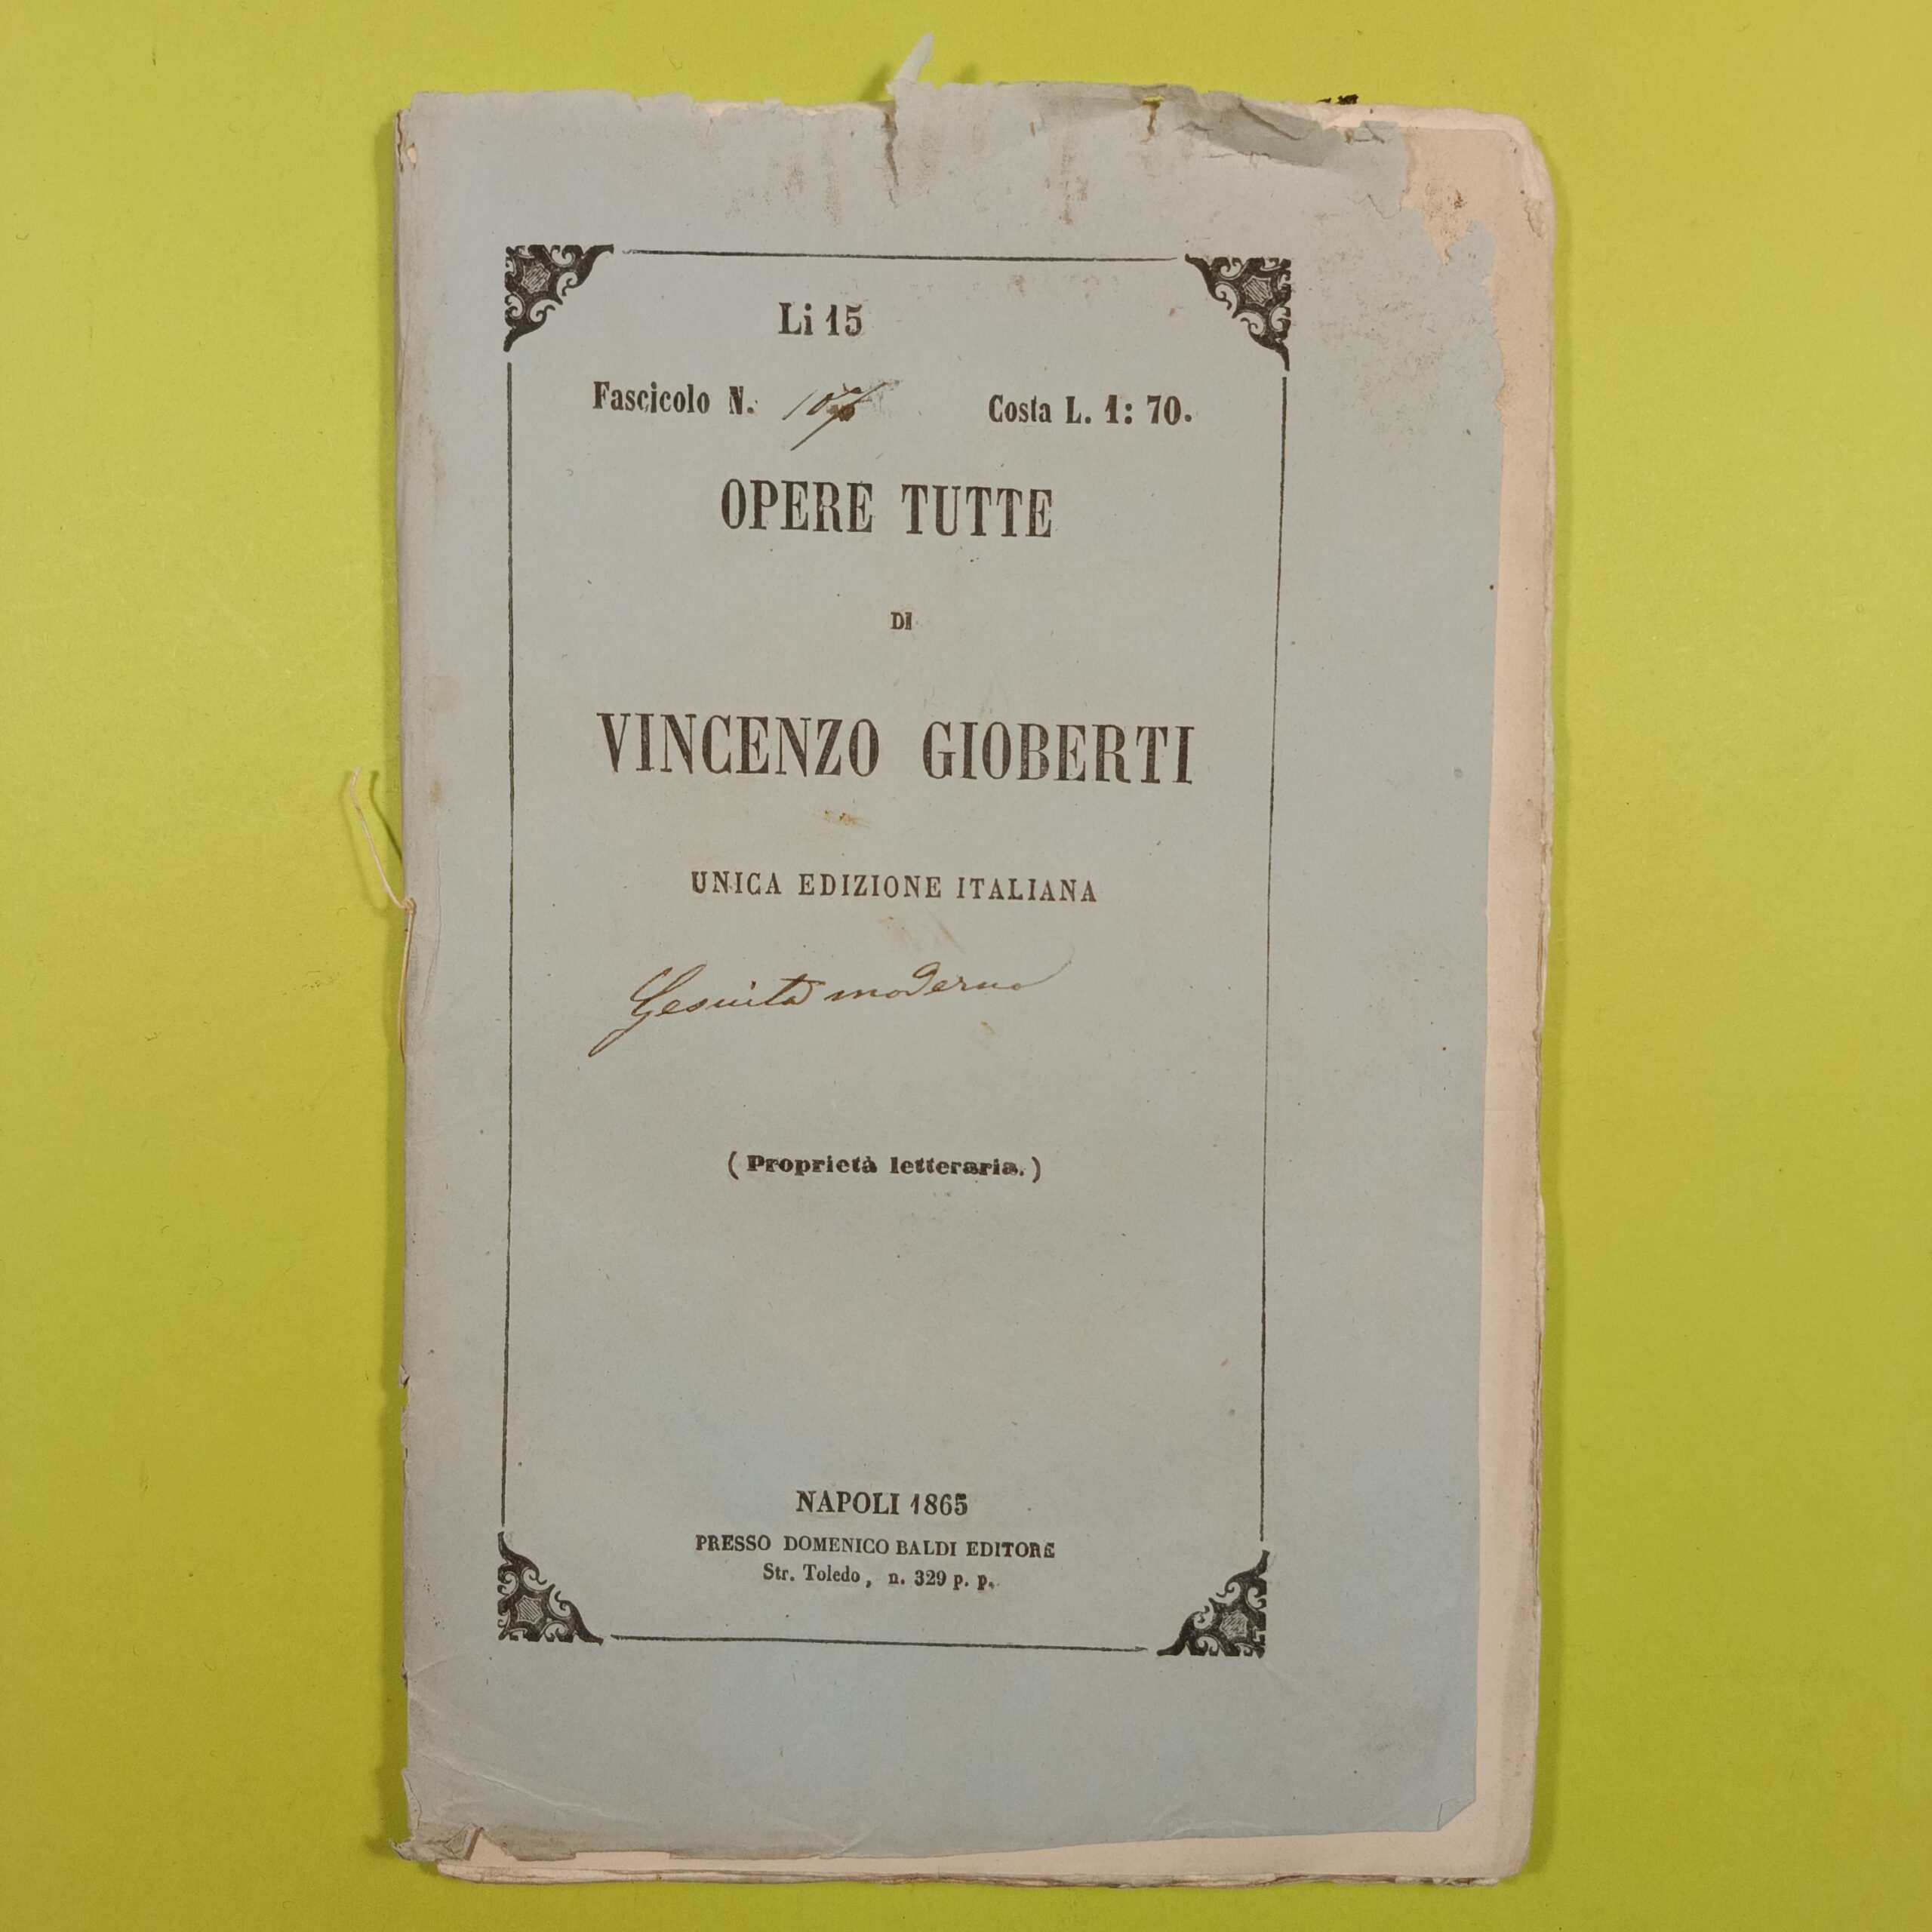 Li 15
Fascicolo N. Costa L. 1: 70.
OPERE TUTTE
DI
VINCENZO GIOBERTI
UNICA EDIZIONE ITALIANA
Gesuita moderno
(Proprietà letteraria.)
NAPOLI 1865
PRESSO DOMENICO BALDI EDITORE
Str. Toledo, n. 329 p. p.